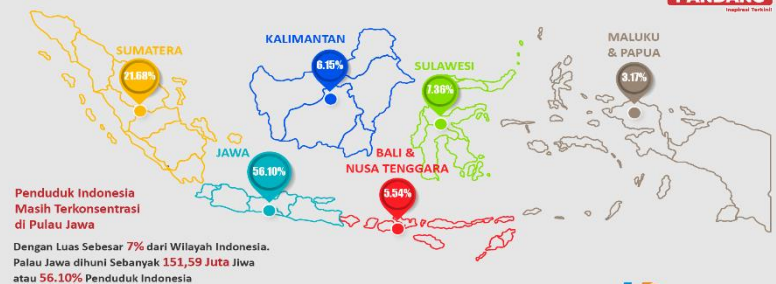 PANDANG
Inspirasi Terkini!
SUMATERA
21.68%
KALIMANTAN
6.15%
SULAWESI
7.36%
MALUKU
& PAPUA
3.17%
JAWA
56.10%
BALI &
NUSA TENGGARA
5.54%
Penduduk Indonesia
Masih Terkonsentrasi
di Pulau Jawa
Dengan Luas Sebesar 7% dari Wilayah Indonesia.
Palau Jawa dihuni Sebanyak 151,59 Juta Jiwa
atau 56.10% Penduduk Indonesia